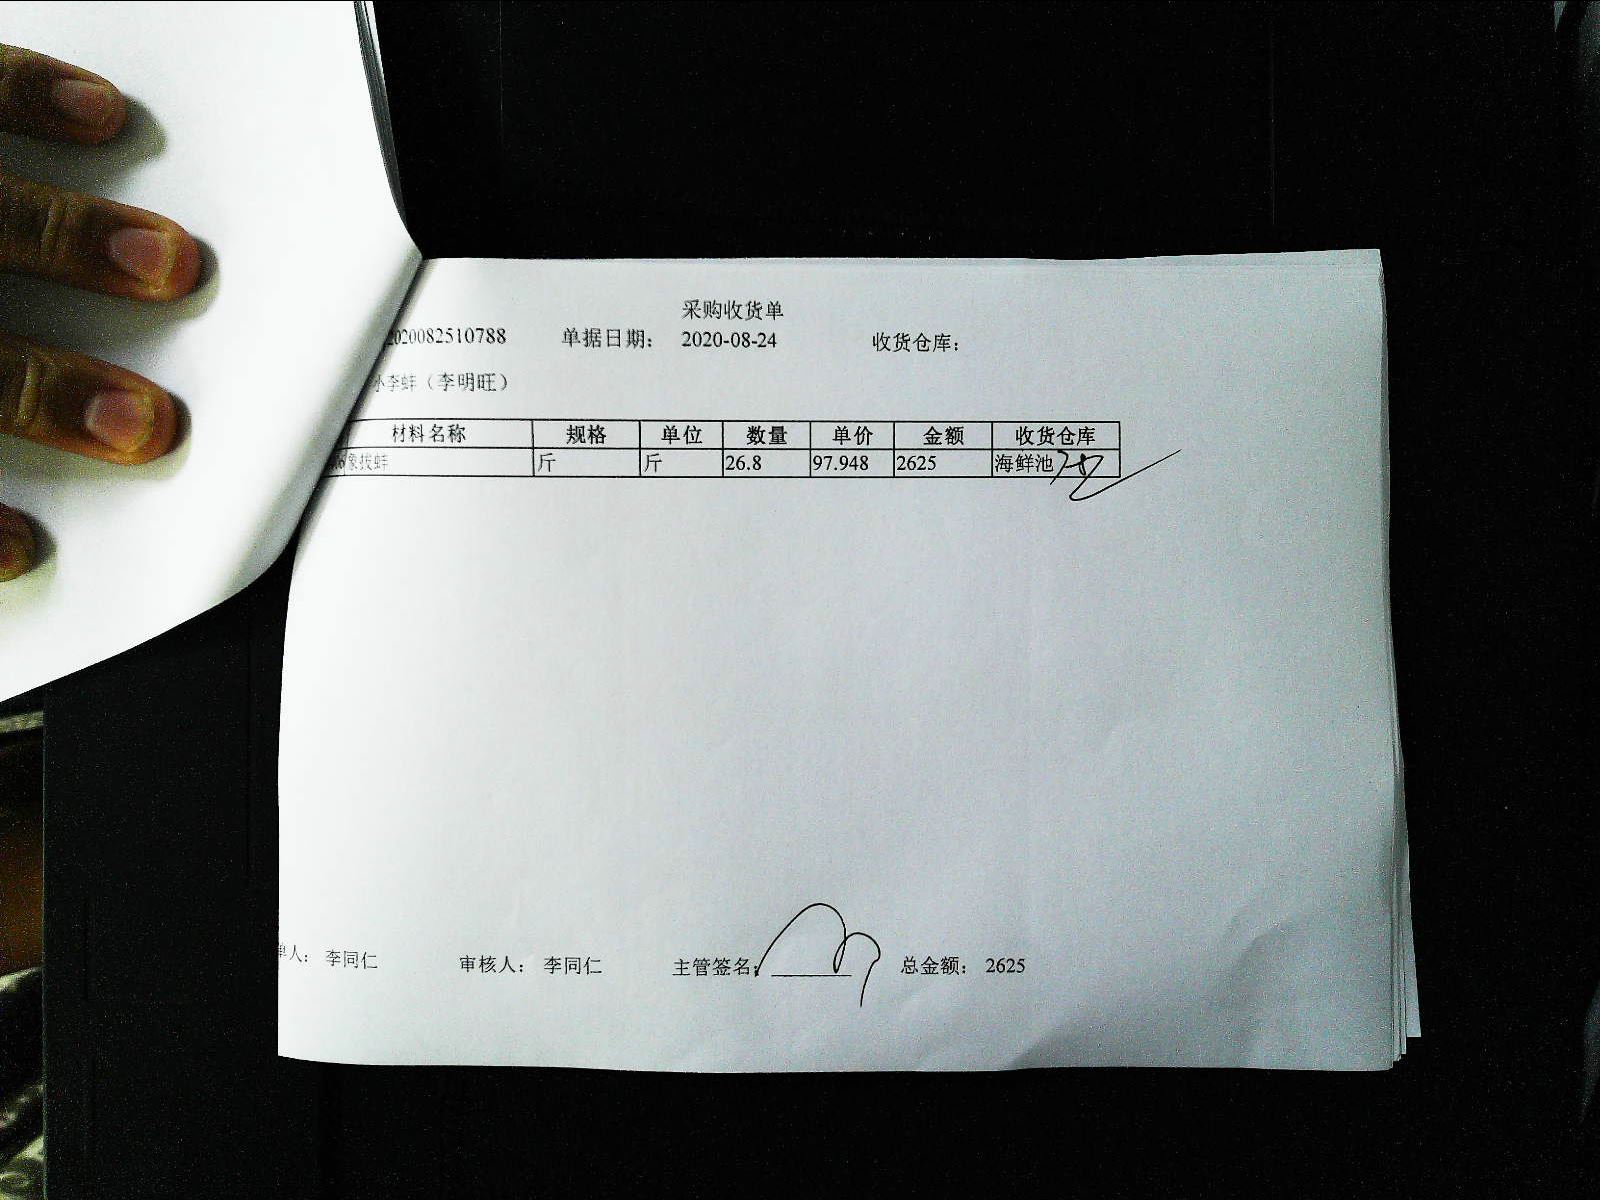 采购收货单
2020082510788 单据日期： 2020-08-24 收货仓库：
小李蚌（李明旺）
材料名称 规格 单位 数量 单价 金额 收货仓库
象拔蚌 斤 斤 26.8 97.948 2625 海鲜池
单人： 李同仁 审核人： 李同仁 主管签名： 总金额： 2625